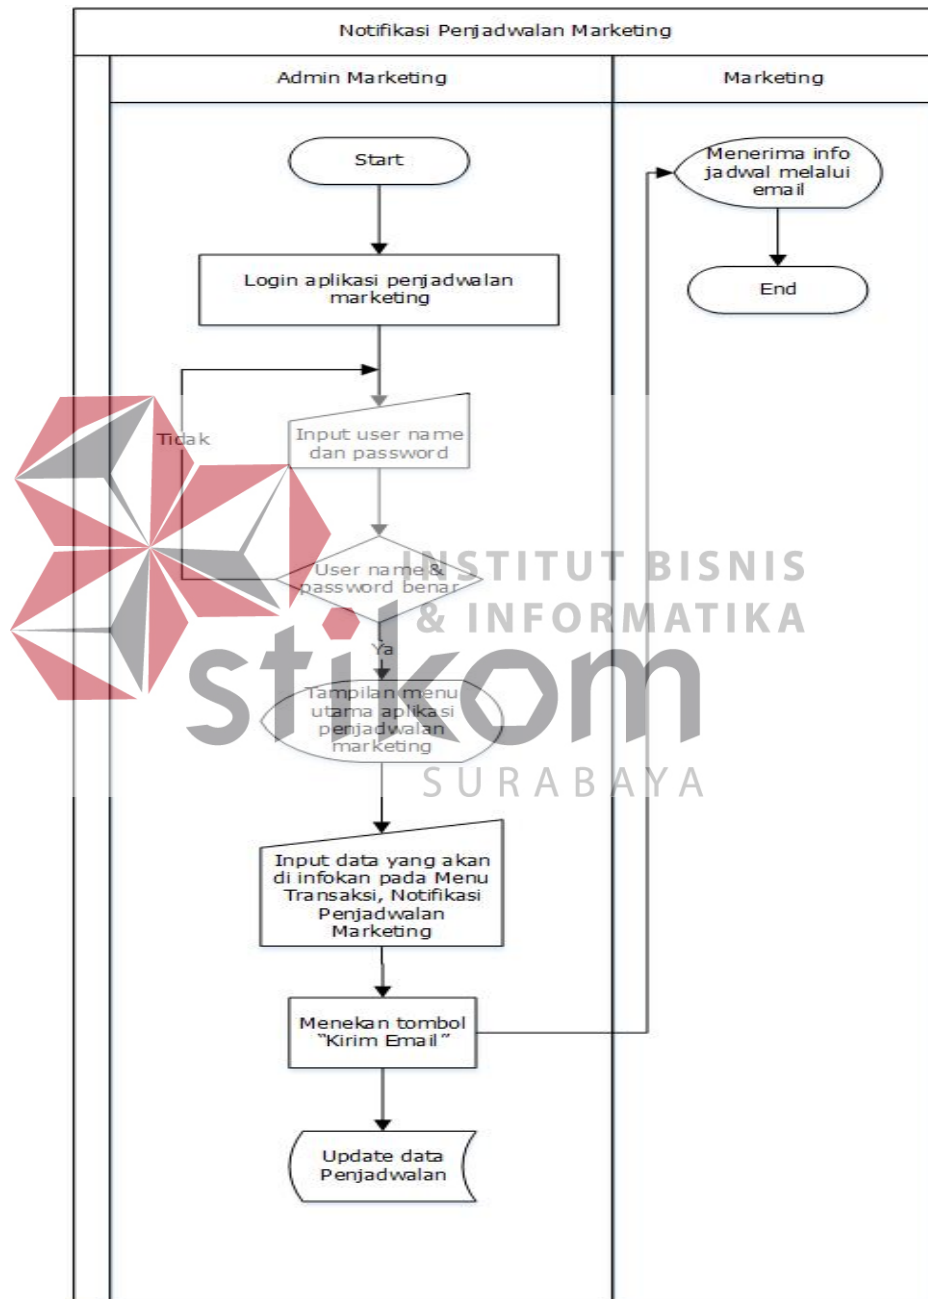 Notifikasi Penjadwalan Marketing
Admin Marketing
Marketing
Start
Login aplikasi penjadwalan
marketing
Tidak
Input user name
dan password
User name &
password benar
Ya
Tampilan menu
utama aplikasi
penjadwalan
marketing
Input data yang akan
di infokan pada Menu
Transaksi, Notifikasi
Penjadwalan
Marketing
Menekan tombol
“Kirim Email”
Update data
Penjadwalan
Menerima info
jadwal melalui
email
End
INSTITUT BISNIS
& INFORMATIKA
stikom
SURABAYA